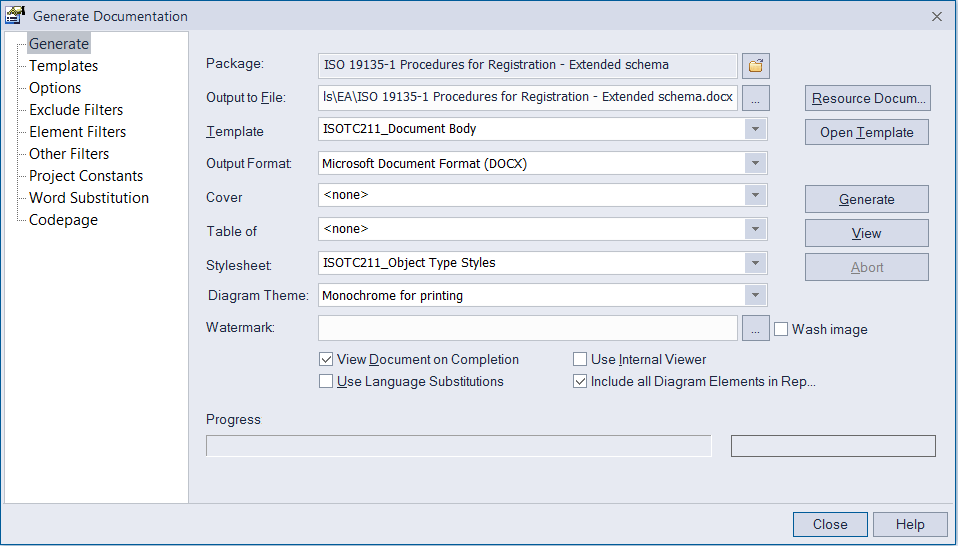 Generate Documentation
Generate
Templates
Options
Exclude Filters
Element Filters
Other Filters
Project Constants
Word Substitution
Codepage
Package: ISO 19135-1 Procedures for Registration - Extended schema
Output to File: ls\EA\ISO 19135-1 Procedures for Registration - Extended schema.docx ... Resource Docum...
Template ISOTC211_Document Body Open Template
Output Format: Microsoft Document Format (DOCX)
Cover <none> Generate
Table of <none> View
Stylesheet: ISOTC211_Object Type Styles Abort
Diagram Theme: Monochrome for printing
Watermark: ... Wash image
View Document on Completion Use Internal Viewer
Use Language Substitutions Include all Diagram Elements in Rep...
Progress
Close Help